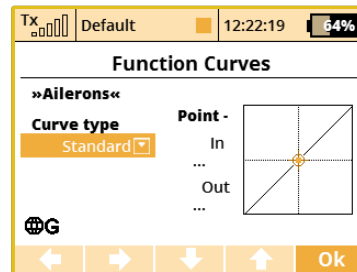 Tx Default 12:22:19 64%
Function Curves
»Ailerons«
Curve type
Standard
Point -
In
...
Out
...
G
Ok